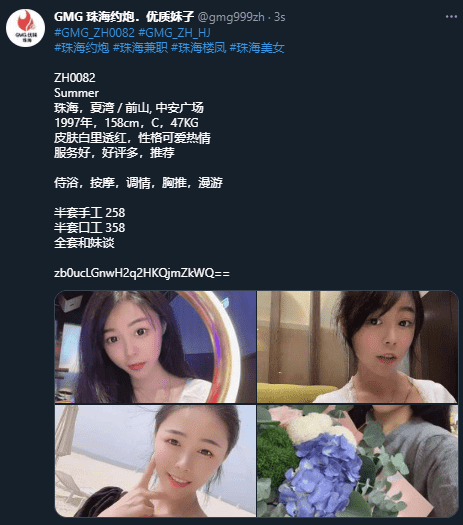 GMG 珠海约炮．优质妹子 @gmg999zh · 3s
GMG.优妹
珠海
#GMG_ZH0082 #GMG_ZH_HJ
#珠海约炮 #珠海兼职 #珠海楼凤 #珠海美女
ZH0082
Summer
珠海，夏湾 / 前山, 中安广场
1997年，158cm，C，47KG
皮肤白里透红，性格可爱热情
服务好，好评多，推荐
侍浴，按摩，调情，胸推，漫游
半套手工 258
半套口工 358
全套和妹谈
zb0ucLGnwH2q2HKQjmZkWQ==